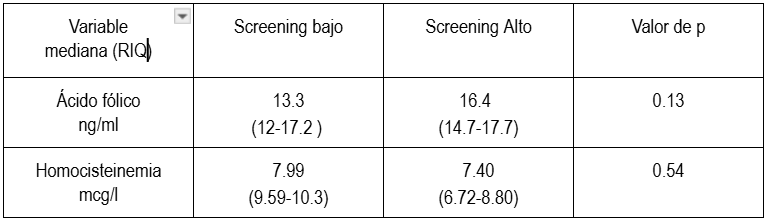 Variable
mediana (RIQ)
Screening bajo
Screening Alto
Valor de p
Ácido fólico
ng/ml
13.3
(12-17.2 )
16.4
(14.7-17.7)
0.13
Homocisteinemia
mcg/l
7.99
(9.59-10.3)
7.40
(6.72-8.80)
0.54